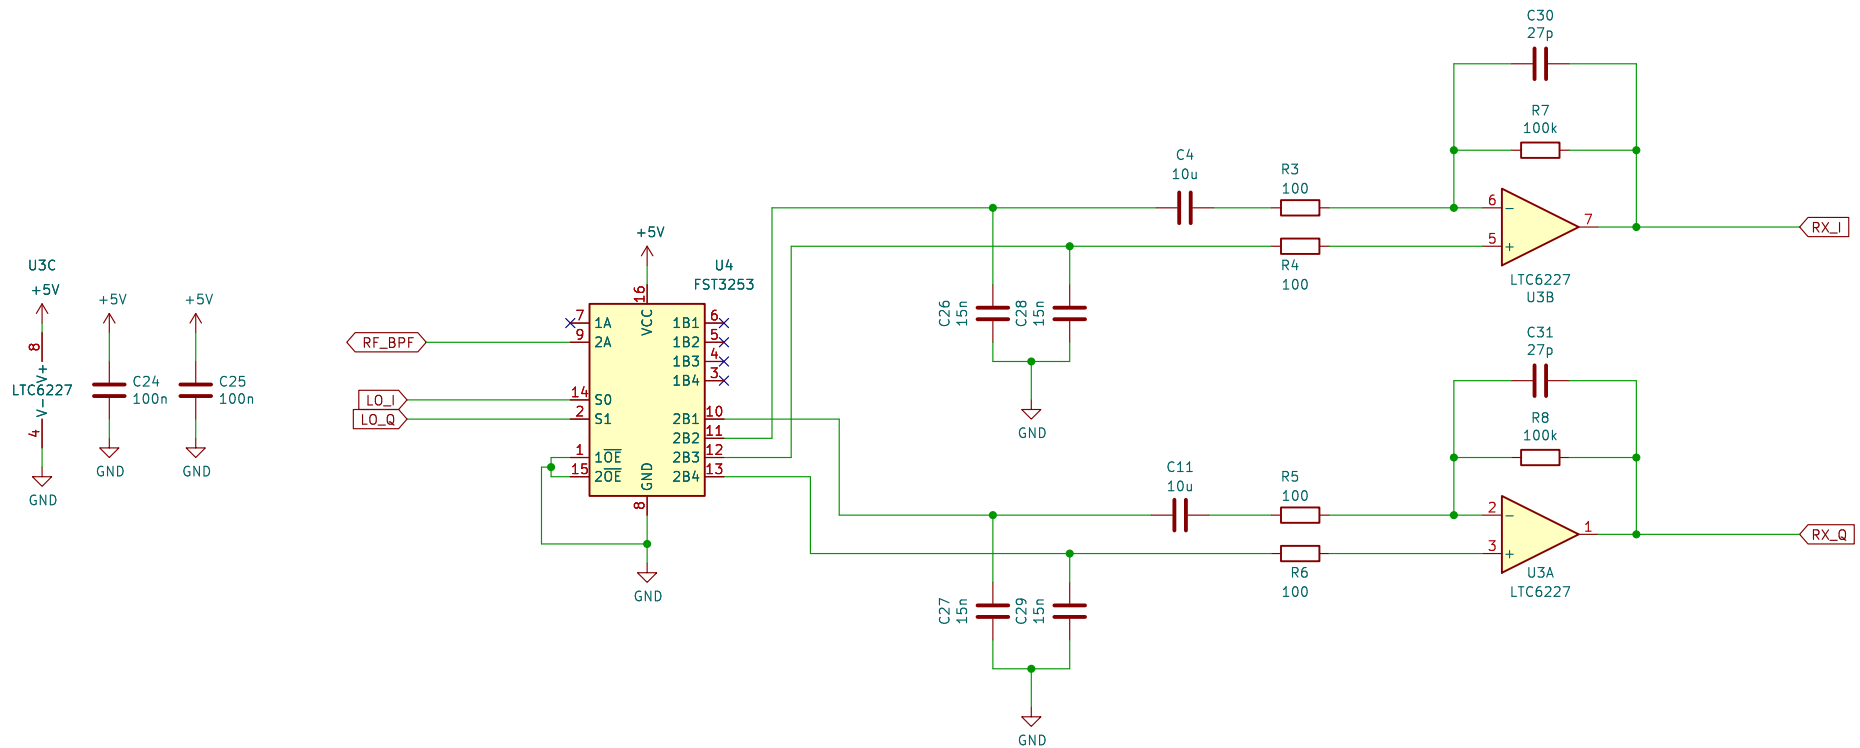 U3C
+5V
8
V+
LTC6227
V-
4
GND
+5V
C24
100n
GND
+5V
C25
100n
GND
RF_BPF
LO_I
LO_Q
+5V
U4
FST3253
16
VCC
7
1A
9
2A
14
S0
2
S1
1
1OE
15
2OE
1B1
6
1B2
5
1B3
4
1B4
3
2B1
10
2B2
11
2B3
12
2B4
13
GND
8
GND
C26
15n
C28
15n
GND
C4
10u
R3
100
R4
100
C30
27p
R7
100k
6
-
5
+
7
LTC6227
U3B
RX_I
C27
15n
C29
15n
GND
C11
10u
R5
100
R6
100
C31
27p
R8
100k
2
-
3
+
1
U3A
LTC6227
RX_Q